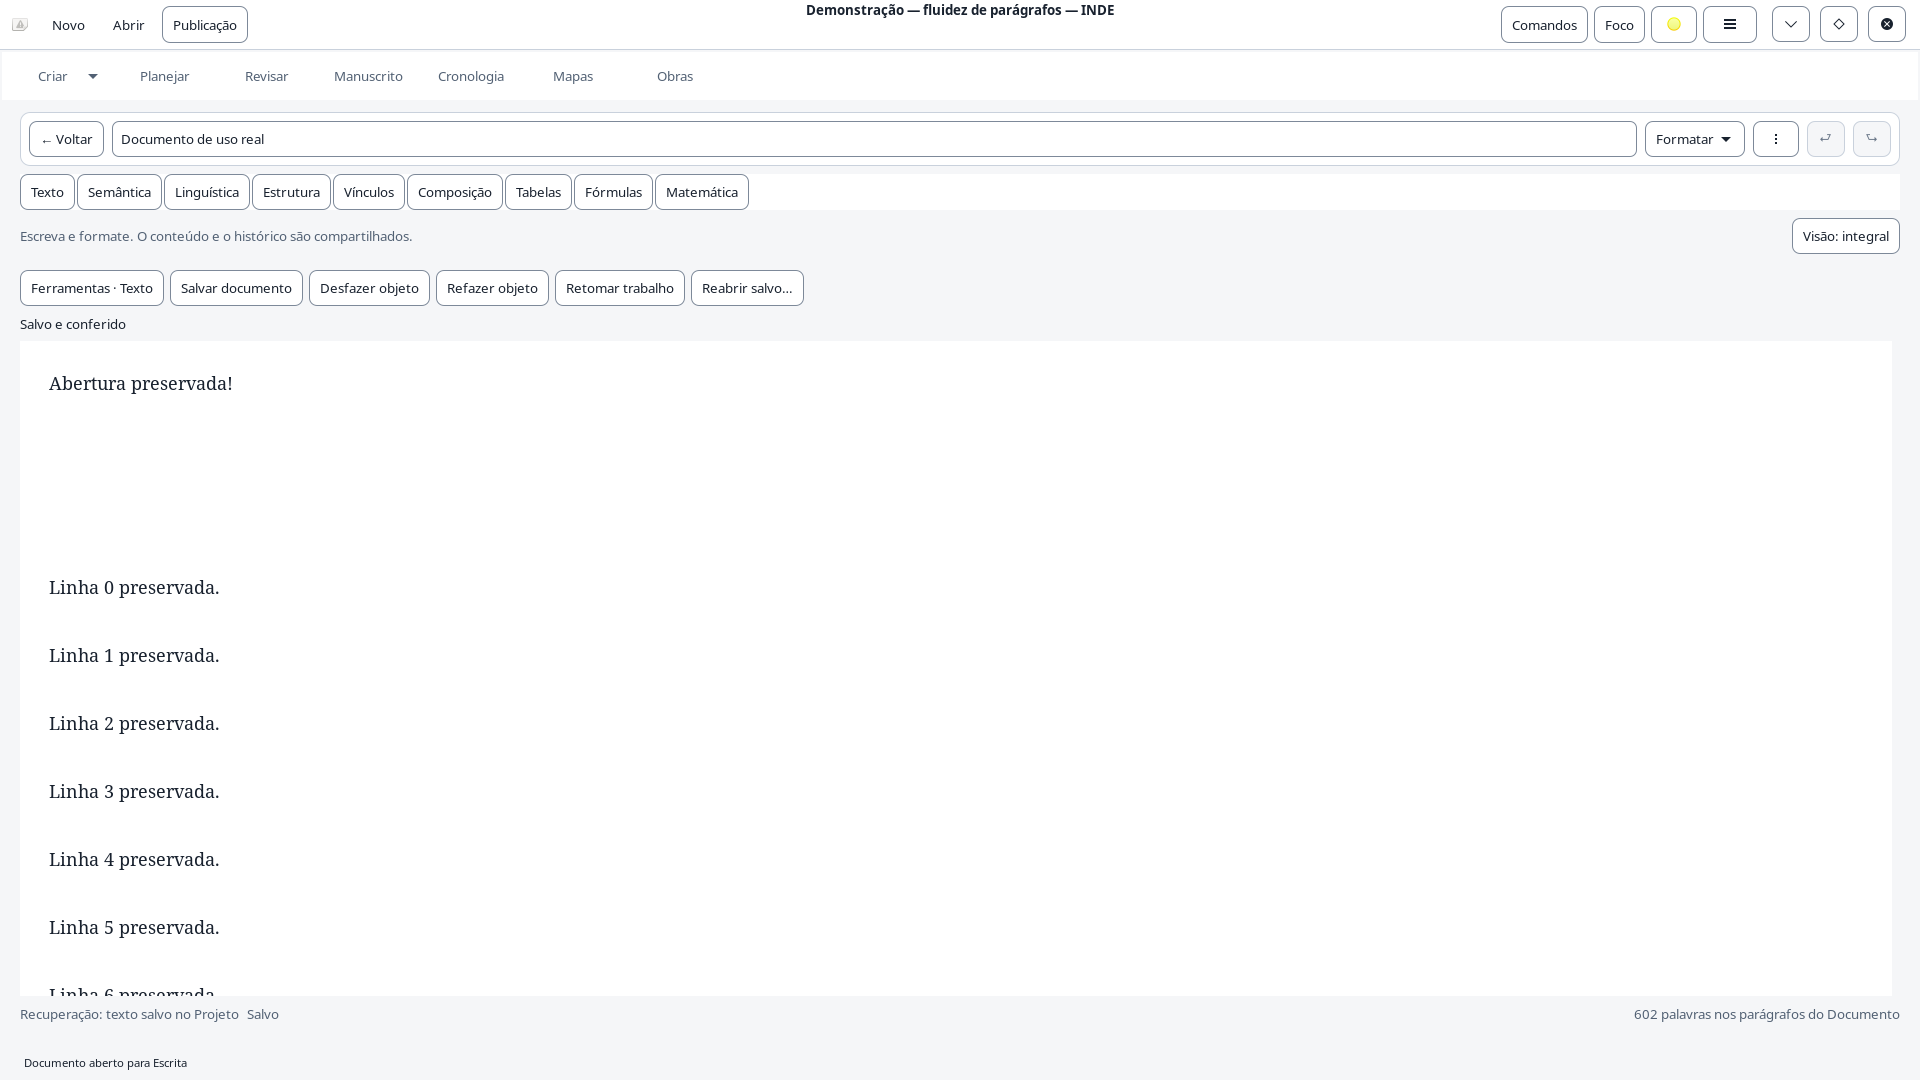 Demonstração — fluidez de parágrafos — INDE
Novo Abrir Publicação Comandos Foco
Criar Planejar Revisar Manuscrito Cronologia Mapas Obras
← Voltar Documento de uso real Formatar
Texto Semântica Linguística Estrutura Vínculos Composição Tabelas Fórmulas Matemática
Escreva e formate. O conteúdo e o histórico são compartilhados. Visão: integral
Ferramentas · Texto Salvar documento Desfazer objeto Refazer objeto Retomar trabalho Reabrir salvo...
Salvo e conferido
Abertura preservada!
Linha 0 preservada.
Linha 1 preservada.
Linha 2 preservada.
Linha 3 preservada.
Linha 4 preservada.
Linha 5 preservada.
Linha 6 preservada.
Recuperação: texto salvo no Projeto Salvo 602 palavras nos parágrafos do Documento
Documento aberto para Escrita